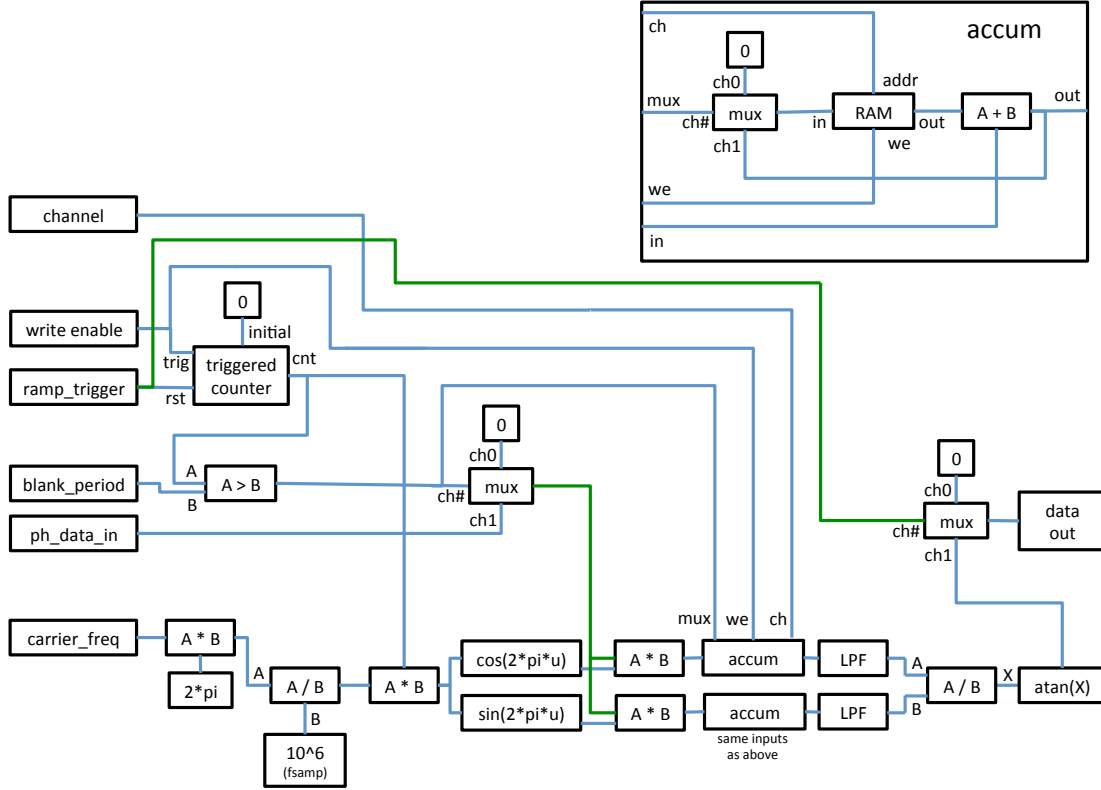 ch
accum
0
ch0
addr
out
mux
mux
RAM
A + B
ch#
in
out
ch1
we
we
in
channel
0
write enable
initial
trig
triggered
counter
cnt
ramp_trigger
rst
0
ch0
0
ch0
A
blank_period
A > B
mux
ch#
B
ch1
ph_data_in
mux
data
out
ch#
ch1
mux
we
ch
carrier_freq
A * B
cos(2*pi*u)
A * B
accum
LPF
A
A
2*pi
A / B
A * B
A / B
X
atan(X)
B
sin(2*pi*u)
A * B
accum
LPF
B
same inputs
as above
10^6
(fsamp)